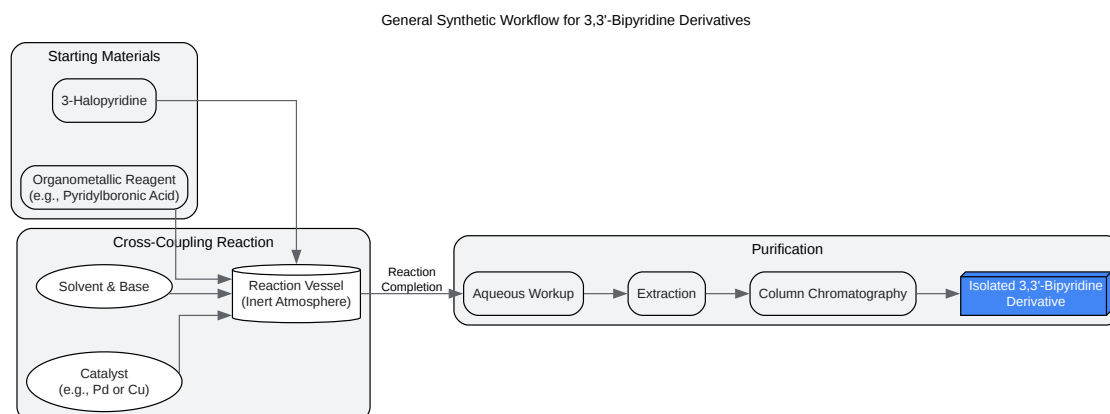 General Synthetic Workflow for 3,3'-Bipyridine Derivatives
Starting Materials
3-Halopyridine
Organometallic Reagent
(e.g., Pyridylboronic Acid)
Cross-Coupling Reaction
Solvent & Base
Reaction Vessel
(Inert Atmosphere)
Catalyst
(e.g., Pd or Cu)
Reaction
Completion
Purification
Aqueous Workup
Extraction
Column Chromatography
Isolated 3,3'-Bipyridine
Derivative